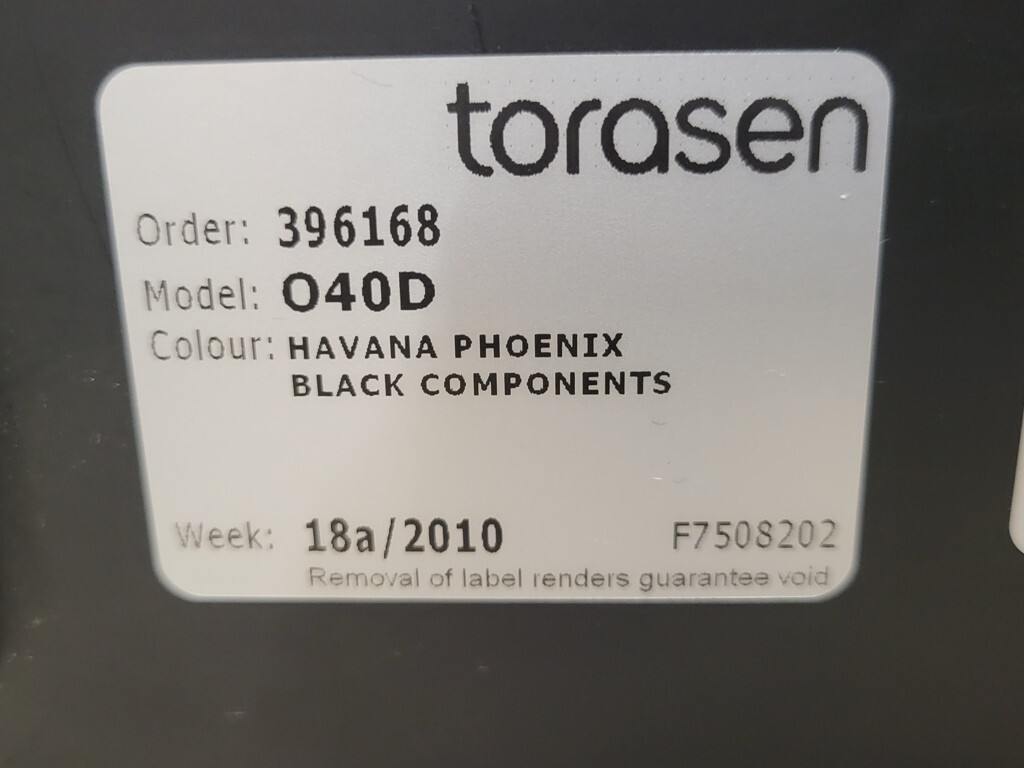 torasen
Order: 396168
Model: O40D
Colour: HAVANA PHOENIX
BLACK COMPONENTS
Week: 18a/2010 F7508202
Removal of label renders guarantee void